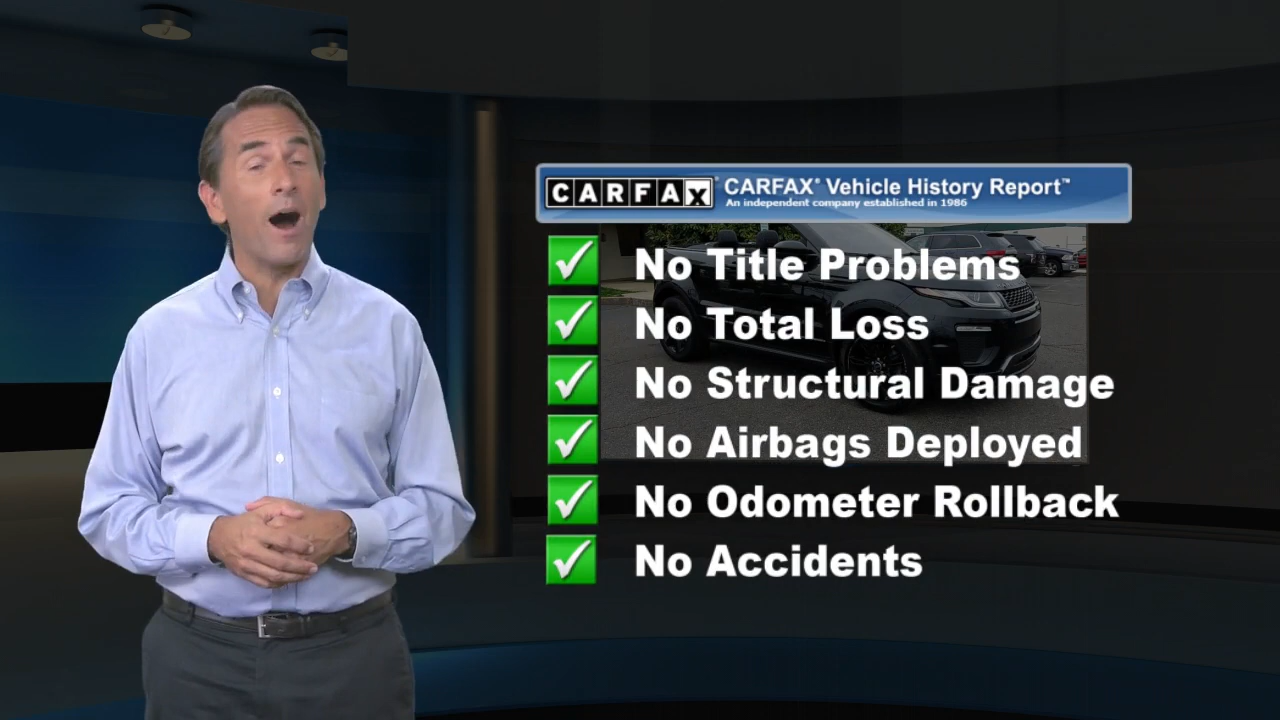 CARFAX® CARFAX® Vehicle History Report™
An independent company established in 1986
No Title Problems
No Total Loss
No Structural Damage
No Airbags Deployed
No Odometer Rollback
No Accidents